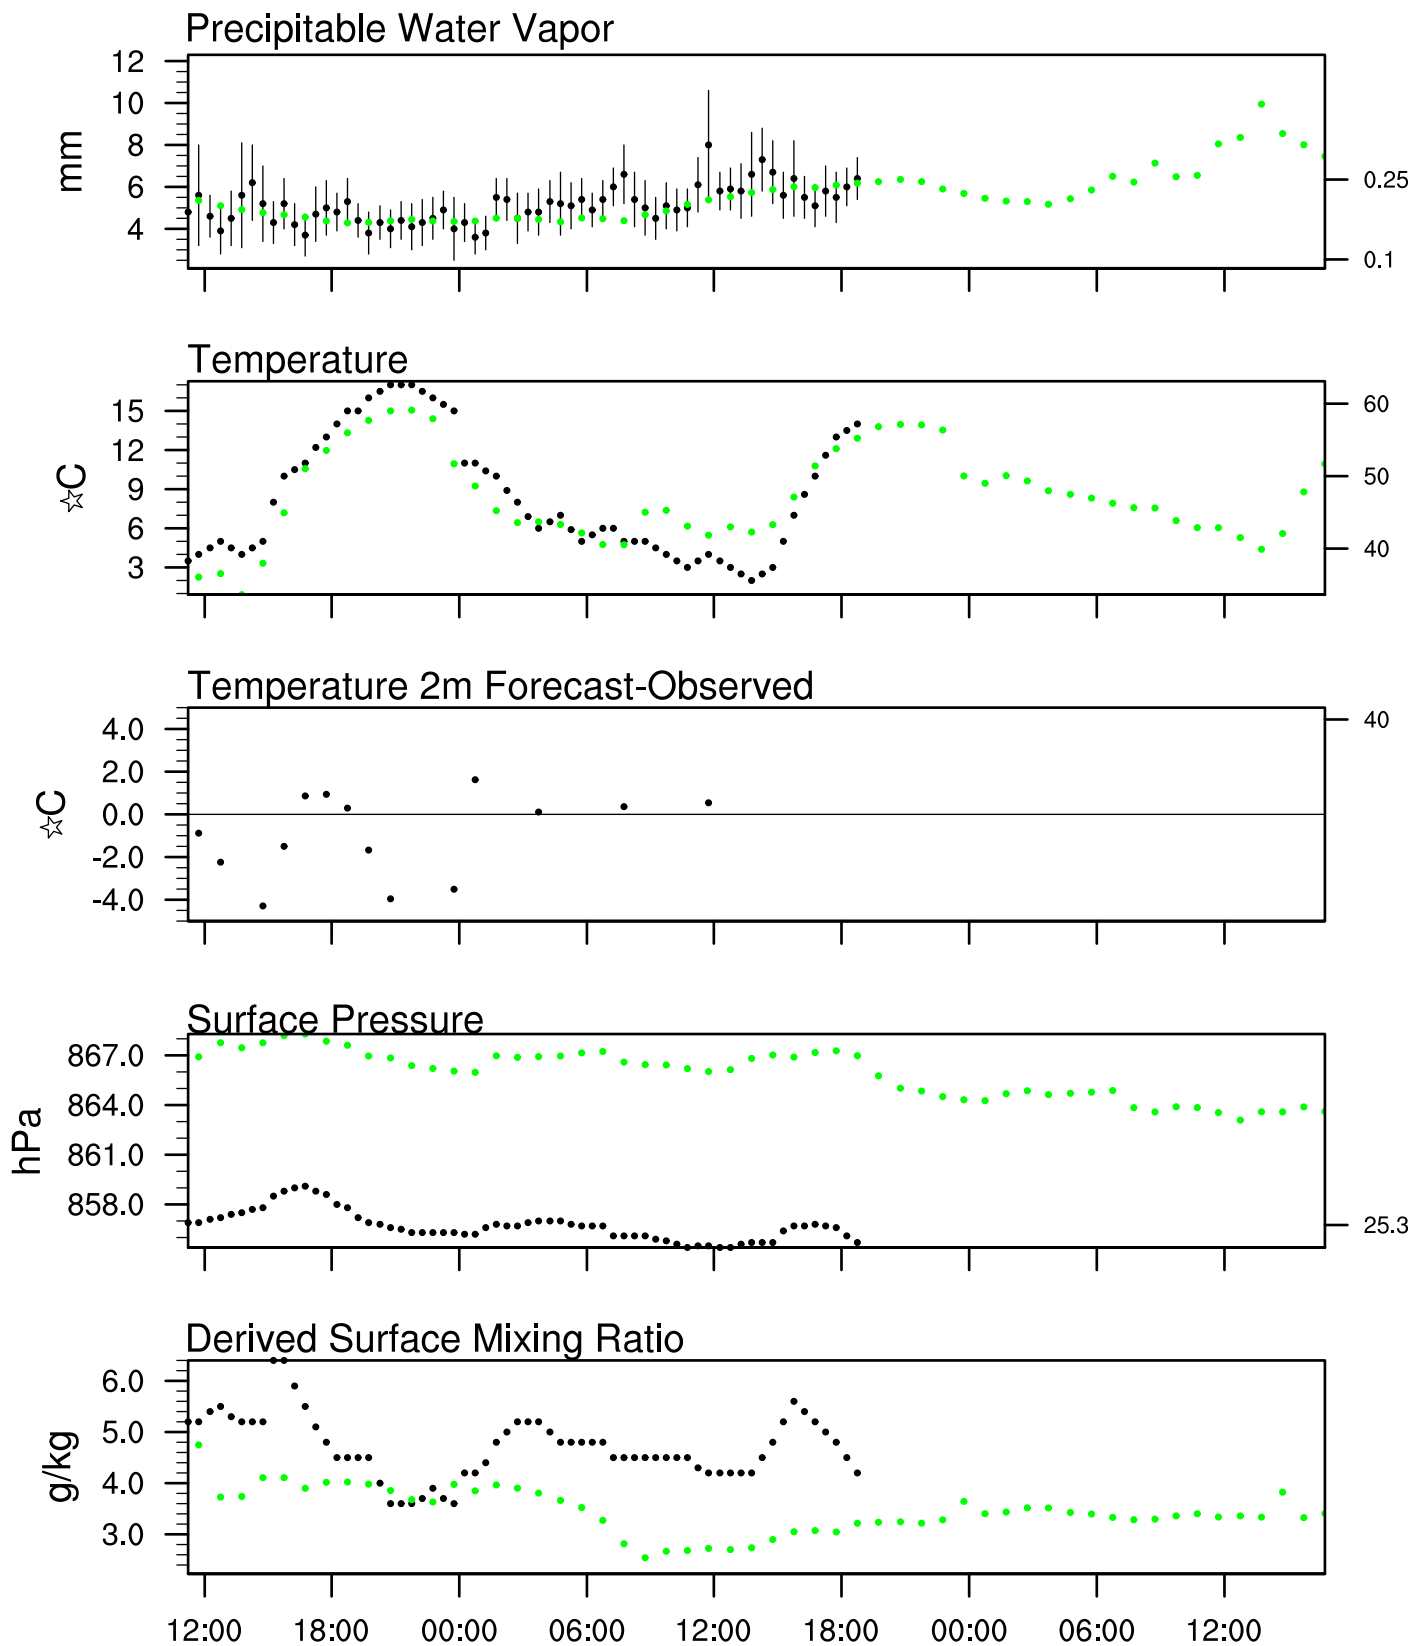 Precipitable Water Vapor
12
10
8
6
4
mm
0.25
0.1
Temperature
15
12
9
6
3
☆C
60
50
40
Temperature 2m Forecast-Observed
4.0
2.0
0.0
-2.0
-4.0
☆C
40
Surface Pressure
867.0
864.0
861.0
858.0
hPa
25.3
Derived Surface Mixing Ratio
6.0
5.0
4.0
3.0
g/kg
12:00 18:00 00:00 06:00 12:00 18:00 00:00 06:00 12:00